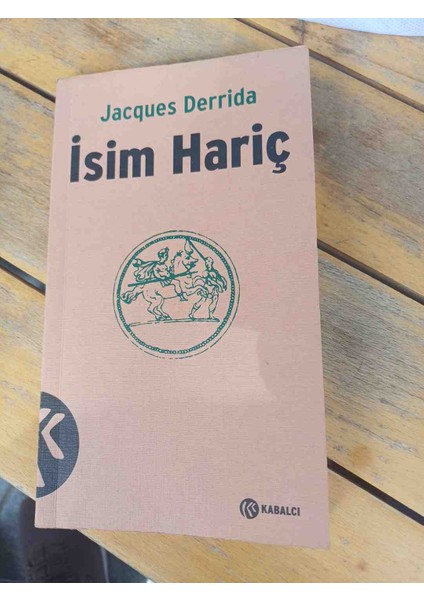 Jacques Derrida
İsim Hariç
KABALCI